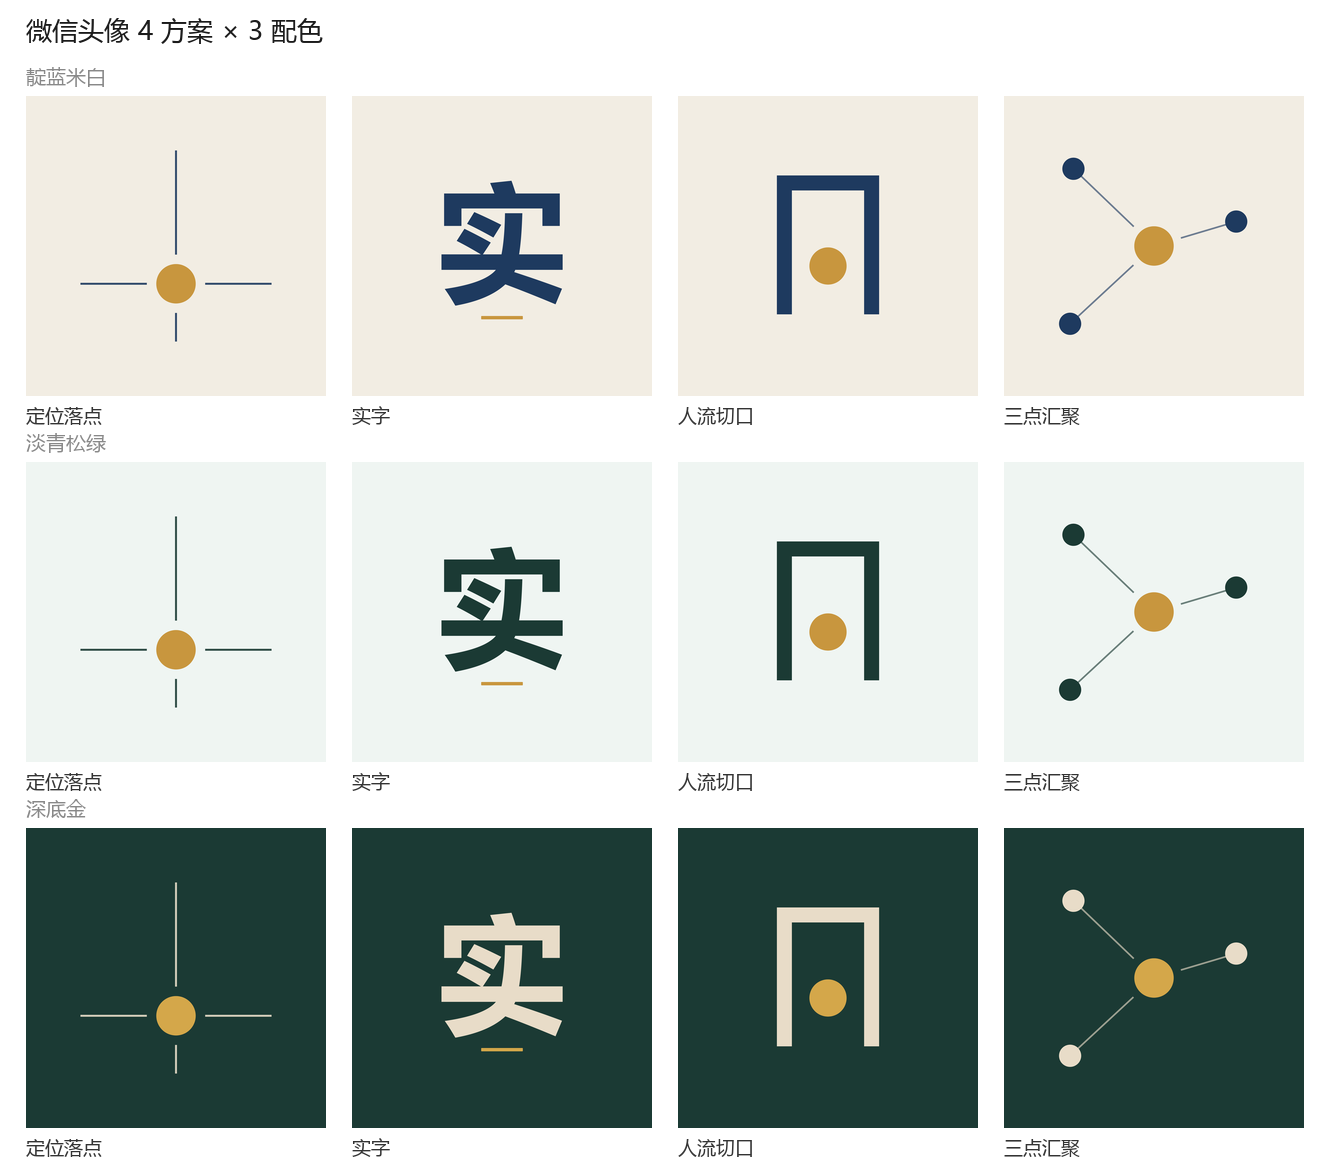 微信头像 4 方案 × 3 配色
靛蓝米白
实
定位落点 实字 人流切口 三点汇聚
淡青松绿
实
定位落点 实字 人流切口 三点汇聚
深底金
实
定位落点 实字 人流切口 三点汇聚